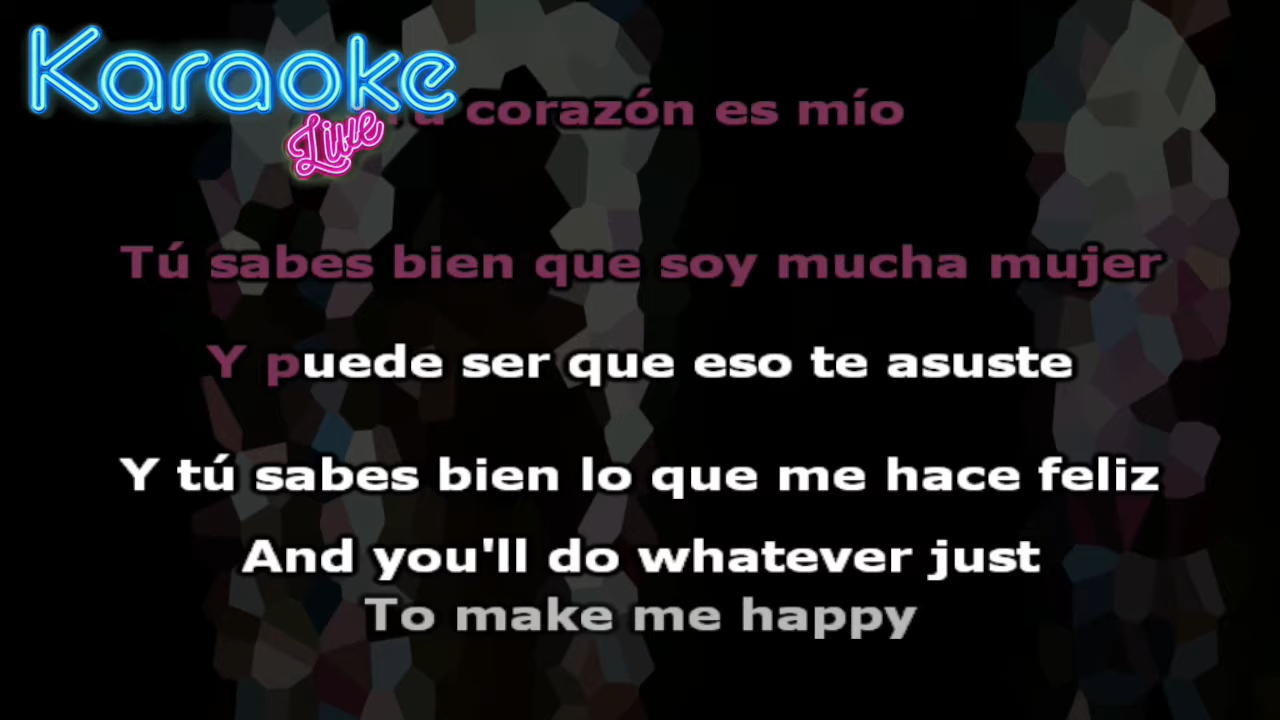 Karaoke
Live
Tu corazón es mío
Tú sabes bien que soy mucha mujer
Y puede ser que eso te asuste
Y tú sabes bien lo que me hace feliz
And you'll do whatever just
To make me happy